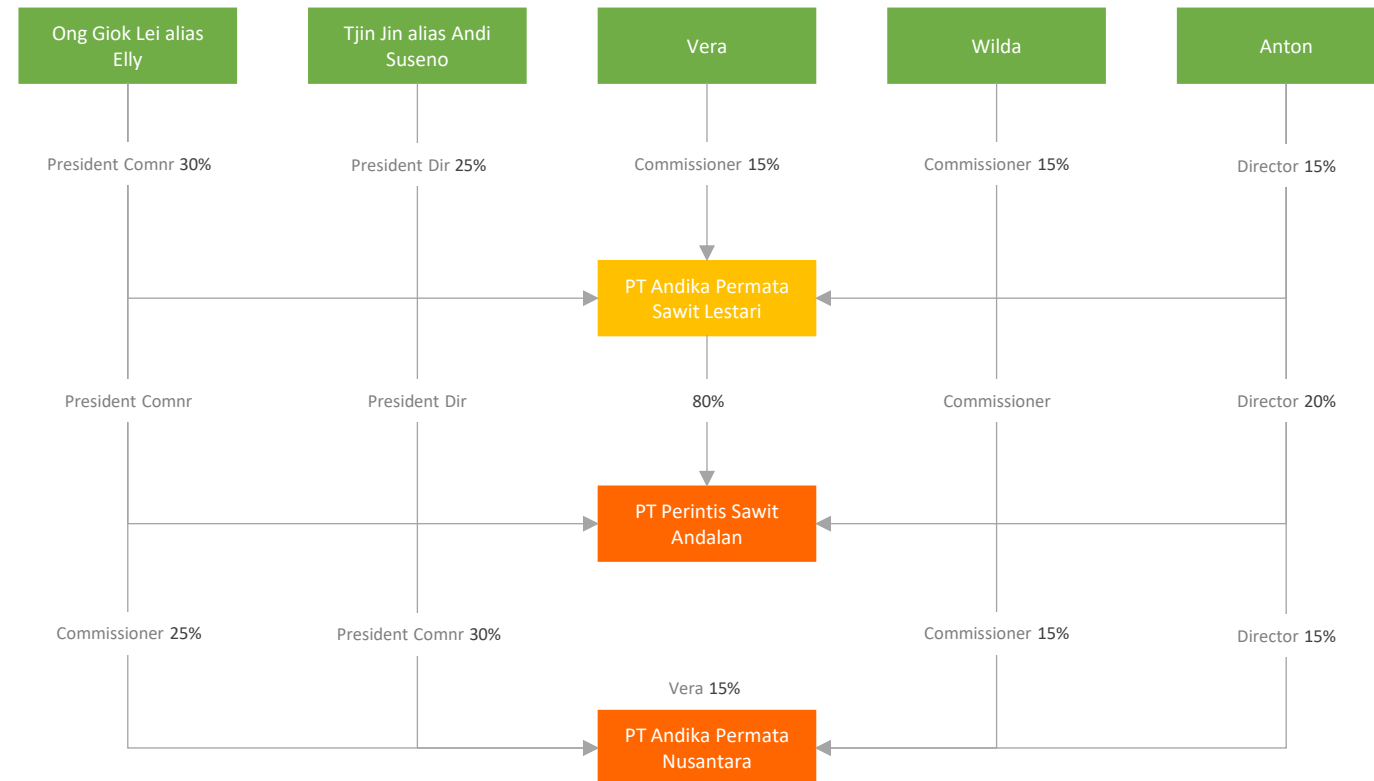 Ong Giok Lei alias
Elly
Tjin Jin alias Andi
Suseno
Vera
Wilda
Anton
President Comnr 30%
President Dir 25%
Commissioner 15%
Commissioner 15%
Director 15%
PT Andika Permata
Sawit Lestari
President Comnr
President Dir
80%
Commissioner
Director 20%
PT Perintis Sawit
Andalan
Commissioner 25%
President Comnr 30%
Commissioner 15%
Director 15%
Vera 15%
PT Andika Permata
Nusantara